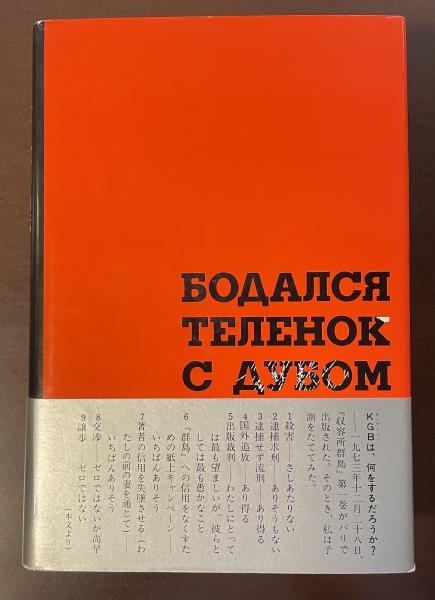 БОДАЛСЯ
ТЕЛЕНОК
С ДУБОМ
KGBは、何をするだろうか?
――一九七三年十二月二十八日、
『収容所群島』第一巻がパリで
出版された。そのとき、私は予
測をたててみた。
1殺害――さしあたりない
2逮捕求刑――ありそうもない
3逮捕せず流刑――あり得る
4国外追放――あり得る
5出版裁判――わたしにとって
は最も望ましいが、彼らと
しては最も愚かなこと
6『群島』への信用をなくすた
めの紙上キャンペーン――
いちばんありそう
7著者の信用を失墜させる(わ
たしの前の妻を通じて)――
いちばんありそう
8交渉――ゼロではないが尚早
9譲歩――ゼロではない
(本文より)